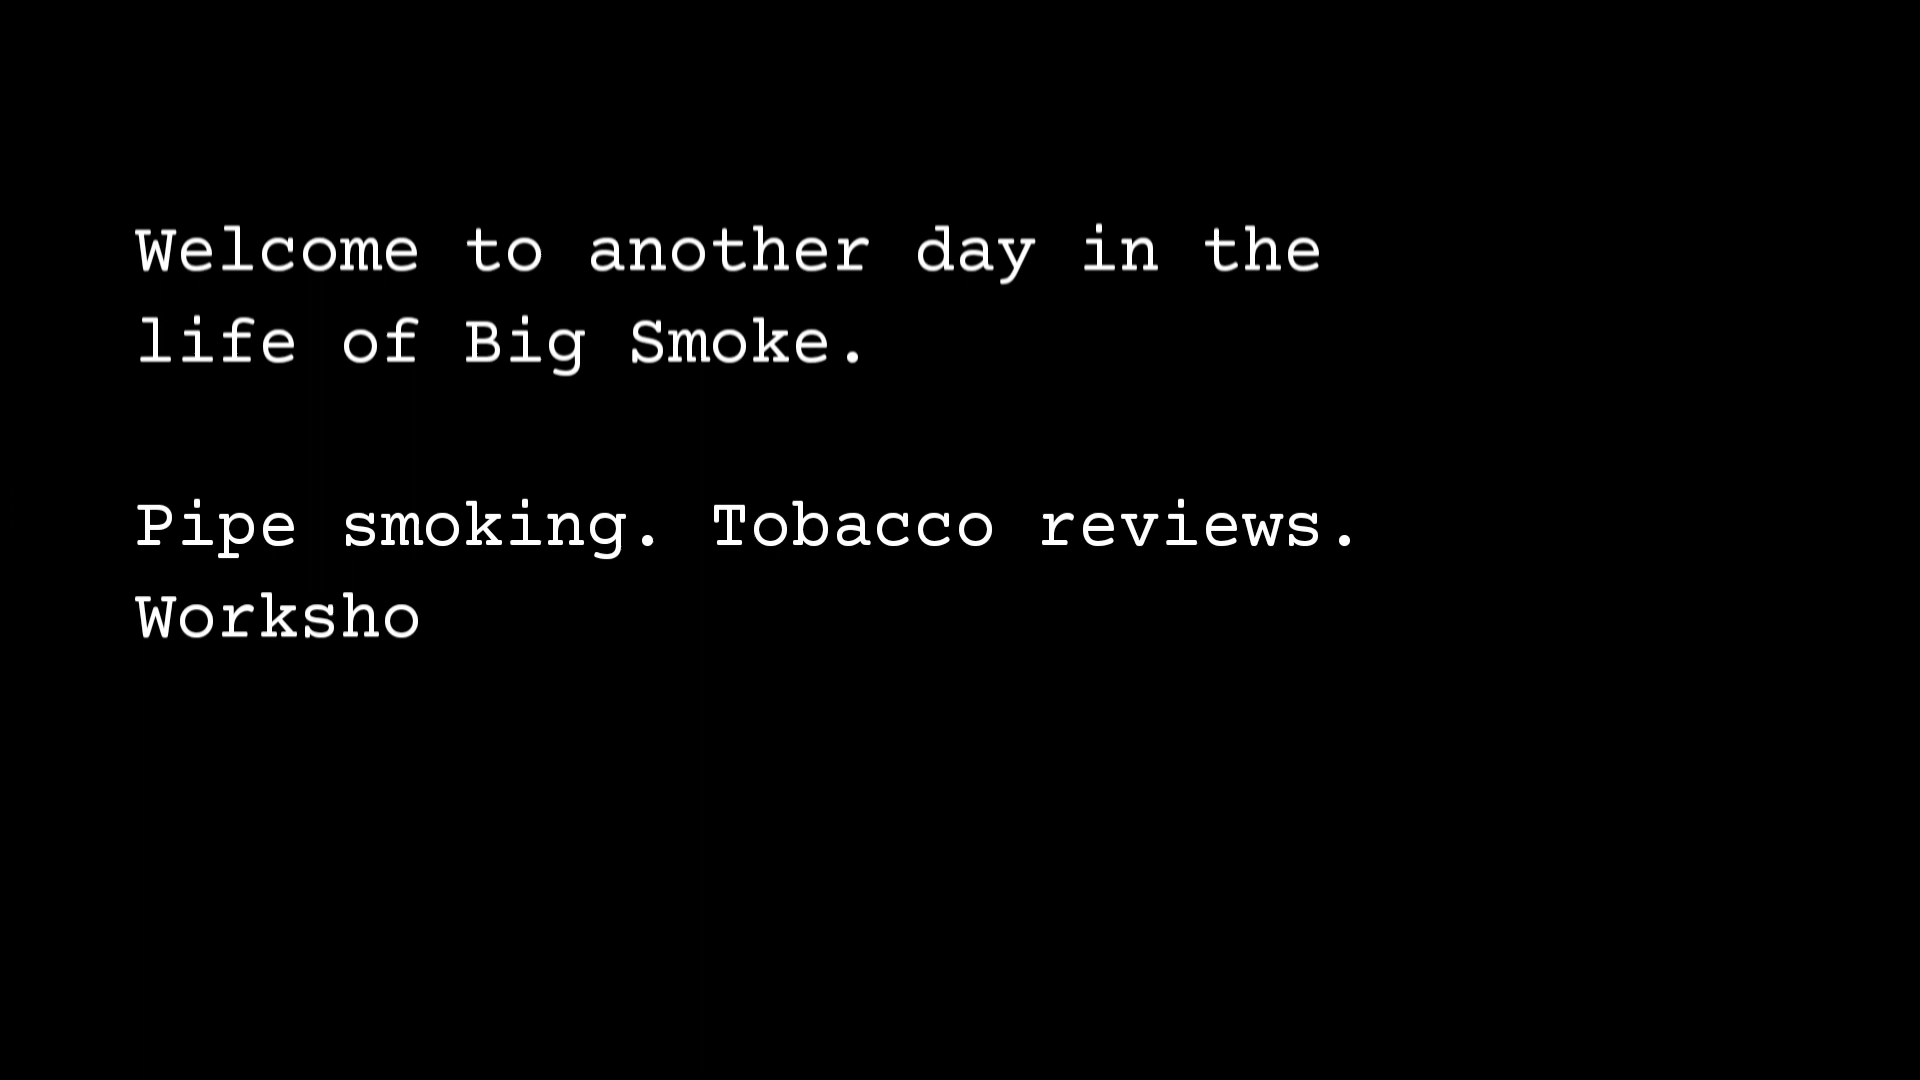 Welcome to another day in the
life of Big Smoke.
Pipe smoking. Tobacco reviews.
Worksho